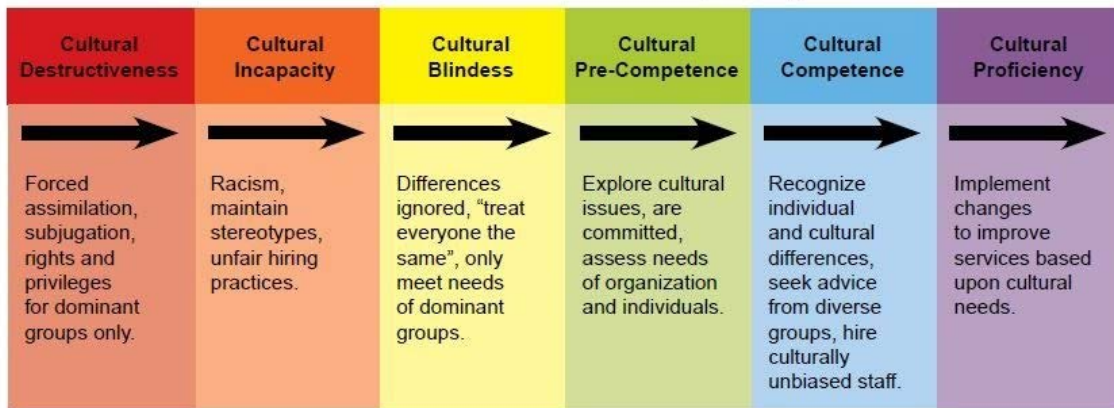 Cultural
Destructiveness
Cultural
Incapacity
Cultural
Blindess
Cultural
Pre-Competence
Cultural
Competence
Cultural
Proficiency
Forced
assimilation,
subjugation,
rights and
privileges
for dominant
groups only.
Racism,
maintain
stereotypes,
unfair hiring
practices.
Differences
ignored, “treat
everyone the
same”, only
meet needs
of dominant
groups.
Explore cultural
issues, are
committed,
assess needs
of organization
and individuals.
Recognize
individual
and cultural
differences,
seek advice
from diverse
groups, hire
culturally
unbiased staff.
Implement
changes
to improve
services based
upon cultural
needs.